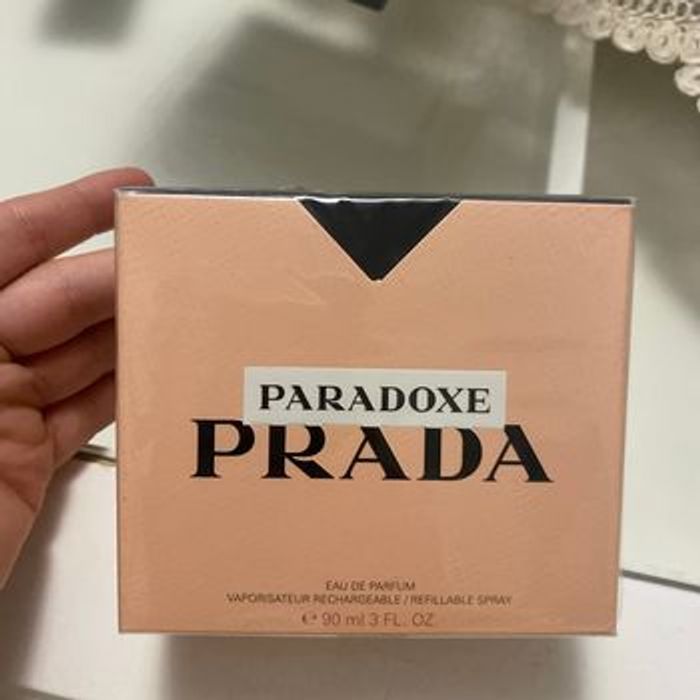 PARADOXE
PRADA
EAU DE PARFUM
VAPORISATEUR RECHARGEABLE / REFILLABLE SPRAY
℮ 90 ml 3 FL. OZ.